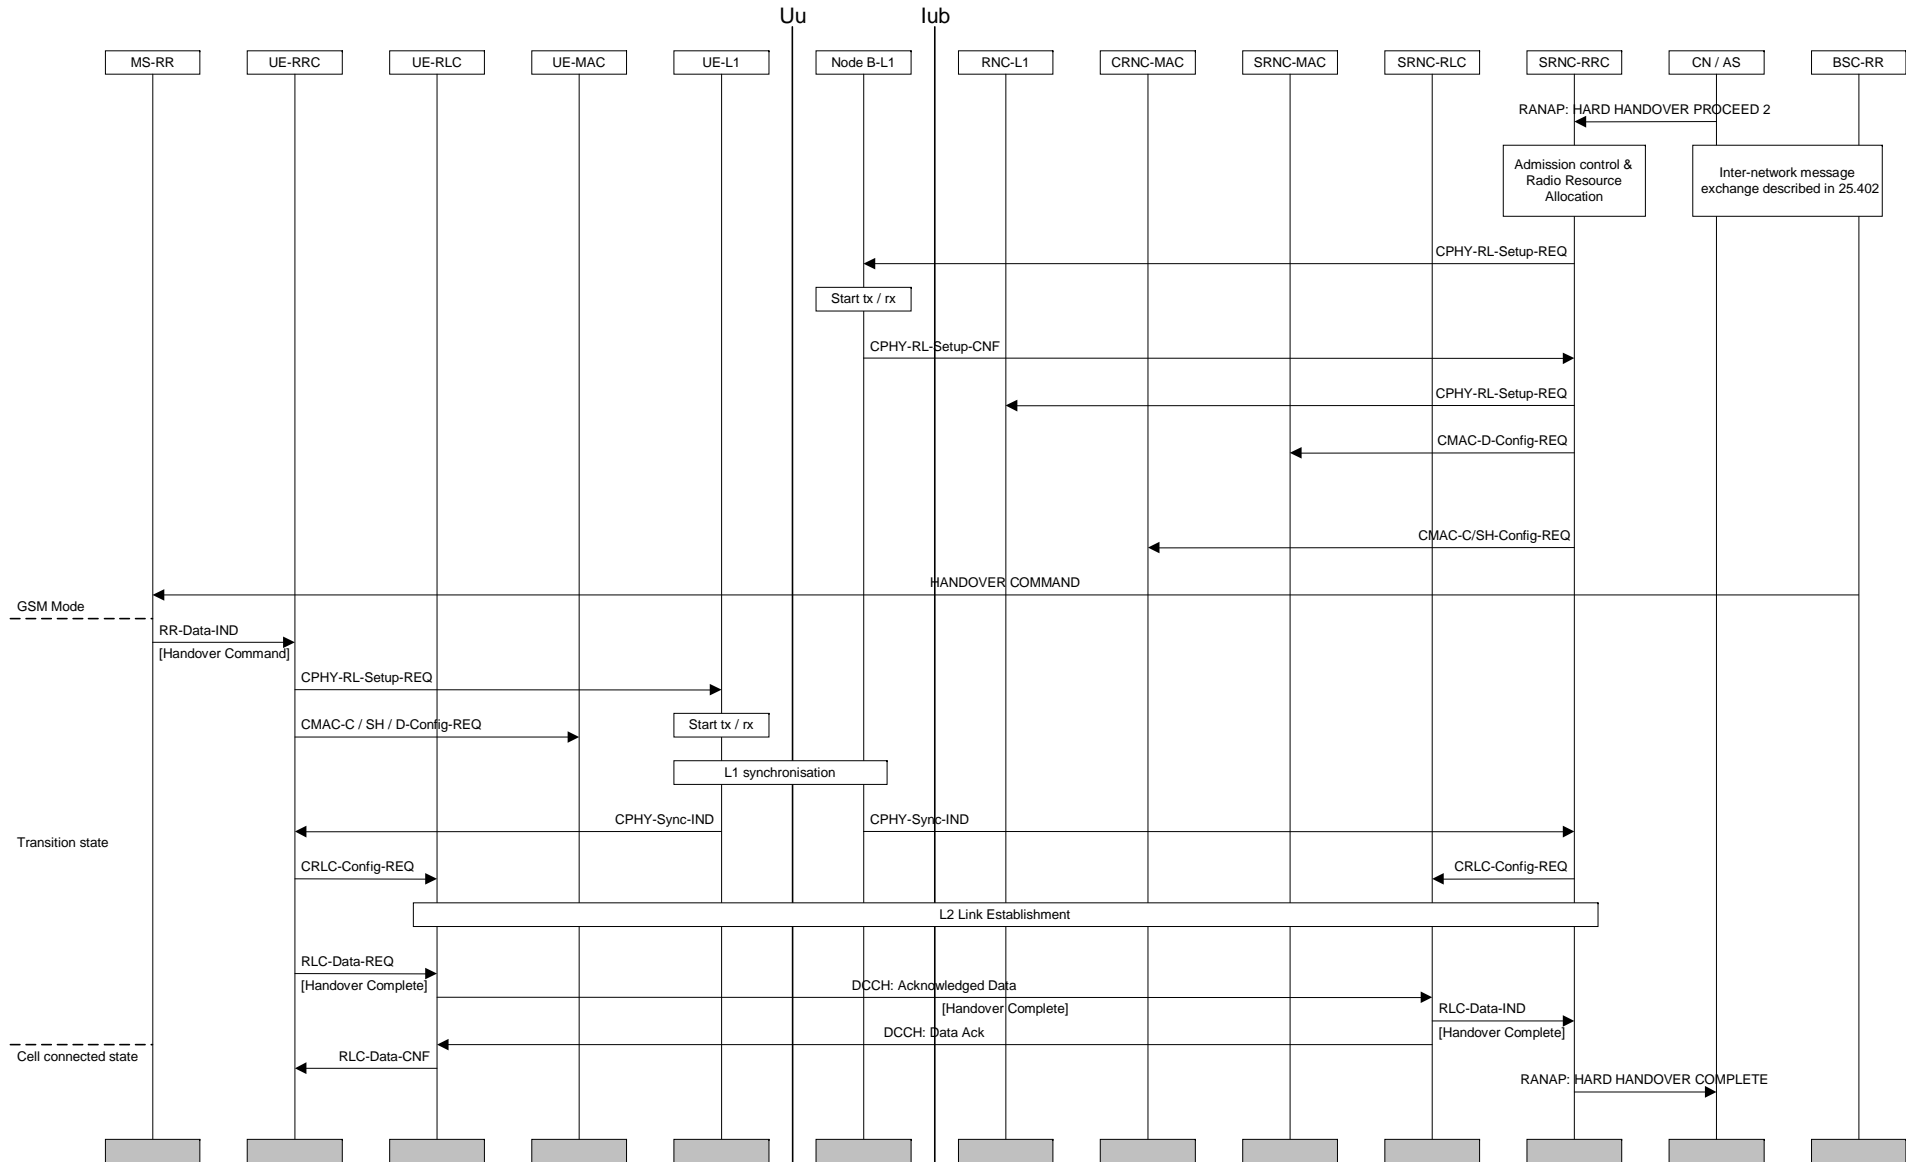 Uu
Iub
MS-RR
UE-RRC
UE-RLC
UE-MAC
UE-L1
Node B-L1
RNC-L1
CRNC-MAC
SRNC-MAC
SRNC-RLC
SRNC-RRC
CN / AS
BSC-RR
RANAP: HARD HANDOVER PROCEED 2
Admission control &
Radio Resource
Allocation
Inter-network message
exchange described in 25.402
CPHY-RL-Setup-REQ
Start tx / rx
CPHY-RL-Setup-CNF
CPHY-RL-Setup-REQ
CMAC-D-Config-REQ
CMAC-C/SH-Config-REQ
HANDOVER COMMAND
GSM Mode
RR-Data-IND
[Handover Command]
CPHY-RL-Setup-REQ
CMAC-C / SH / D-Config-REQ
Start tx / rx
L1 synchronisation
CPHY-Sync-IND
CPHY-Sync-IND
Transition state
CRLC-Config-REQ
CRLC-Config-REQ
L2 Link Establishment
RLC-Data-REQ
[Handover Complete]
DCCH: Acknowledged Data
[Handover Complete]
RLC-Data-IND
[Handover Complete]
DCCH: Data Ack
Cell connected state
RLC-Data-CNF
RANAP: HARD HANDOVER COMPLETE